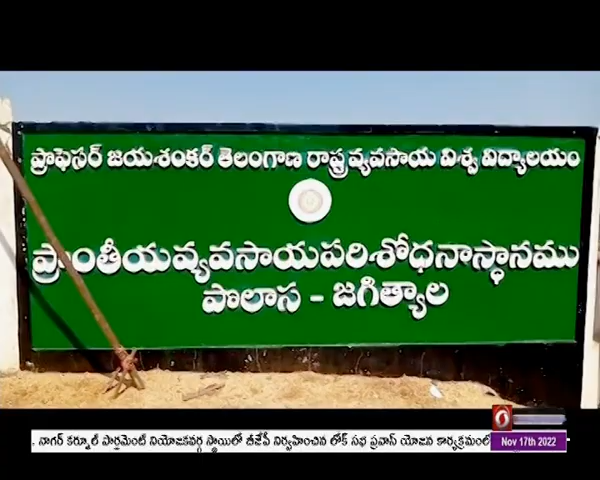 ప్రొఫెసర్ జయశంకర్ తెలంగాణ రాష్ట్రవ్యవసాయ విశ్వ విద్యాలయం
ప్రాంతీయవ్యవసాయపరిశోధనాస్థానము
పొలాస - జగిత్యాల
. నాగర్ కర్నూల్ పార్లమెంట్ నియోజకవర్గ స్థాయిలో బీజేపీ నిర్వహించిన లోక్ సభ ప్రవాస్ యోజన కార్యక్రమంలో
Nov 17th 2022